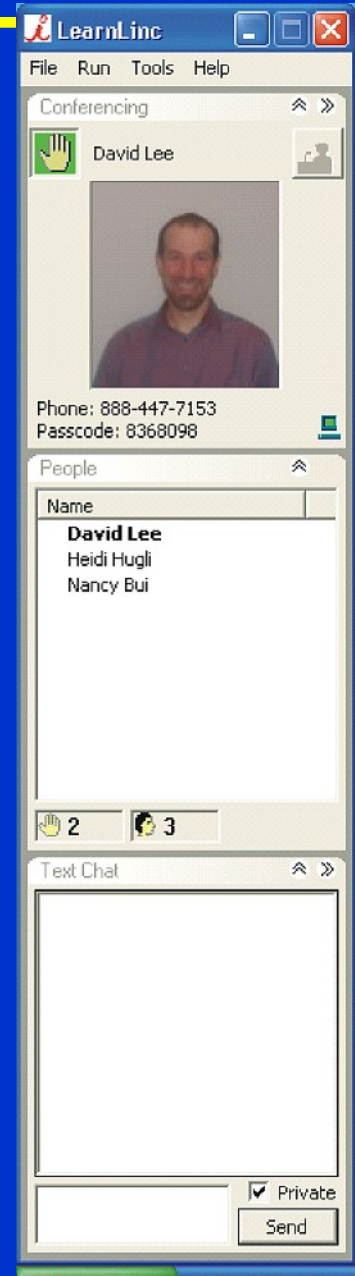 LearnLinc
File Run Tools Help
Conferencing
David Lee
Phone: 888-447-7153
Passcode: 8368098
People
Name
David Lee
Heidi Hugli
Nancy Bui
2 3
Text Chat
Private
Send